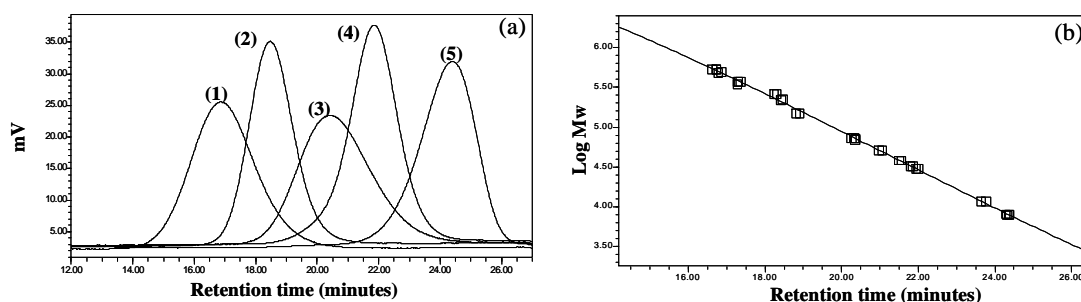 (a)
(1)
(2)
(3)
(4)
(5)
mV
35.00
30.00
25.00
20.00
15.00
10.00
5.00
12.00 14.00 16.00 18.00 20.00 22.00 24.00 26.00
Retention time (minutes)
(b)
Log Mw
6.00
5.50
5.00
4.50
4.00
3.50
16.00 18.00 20.00 22.00 24.00 26.00
Retention time (minutes)